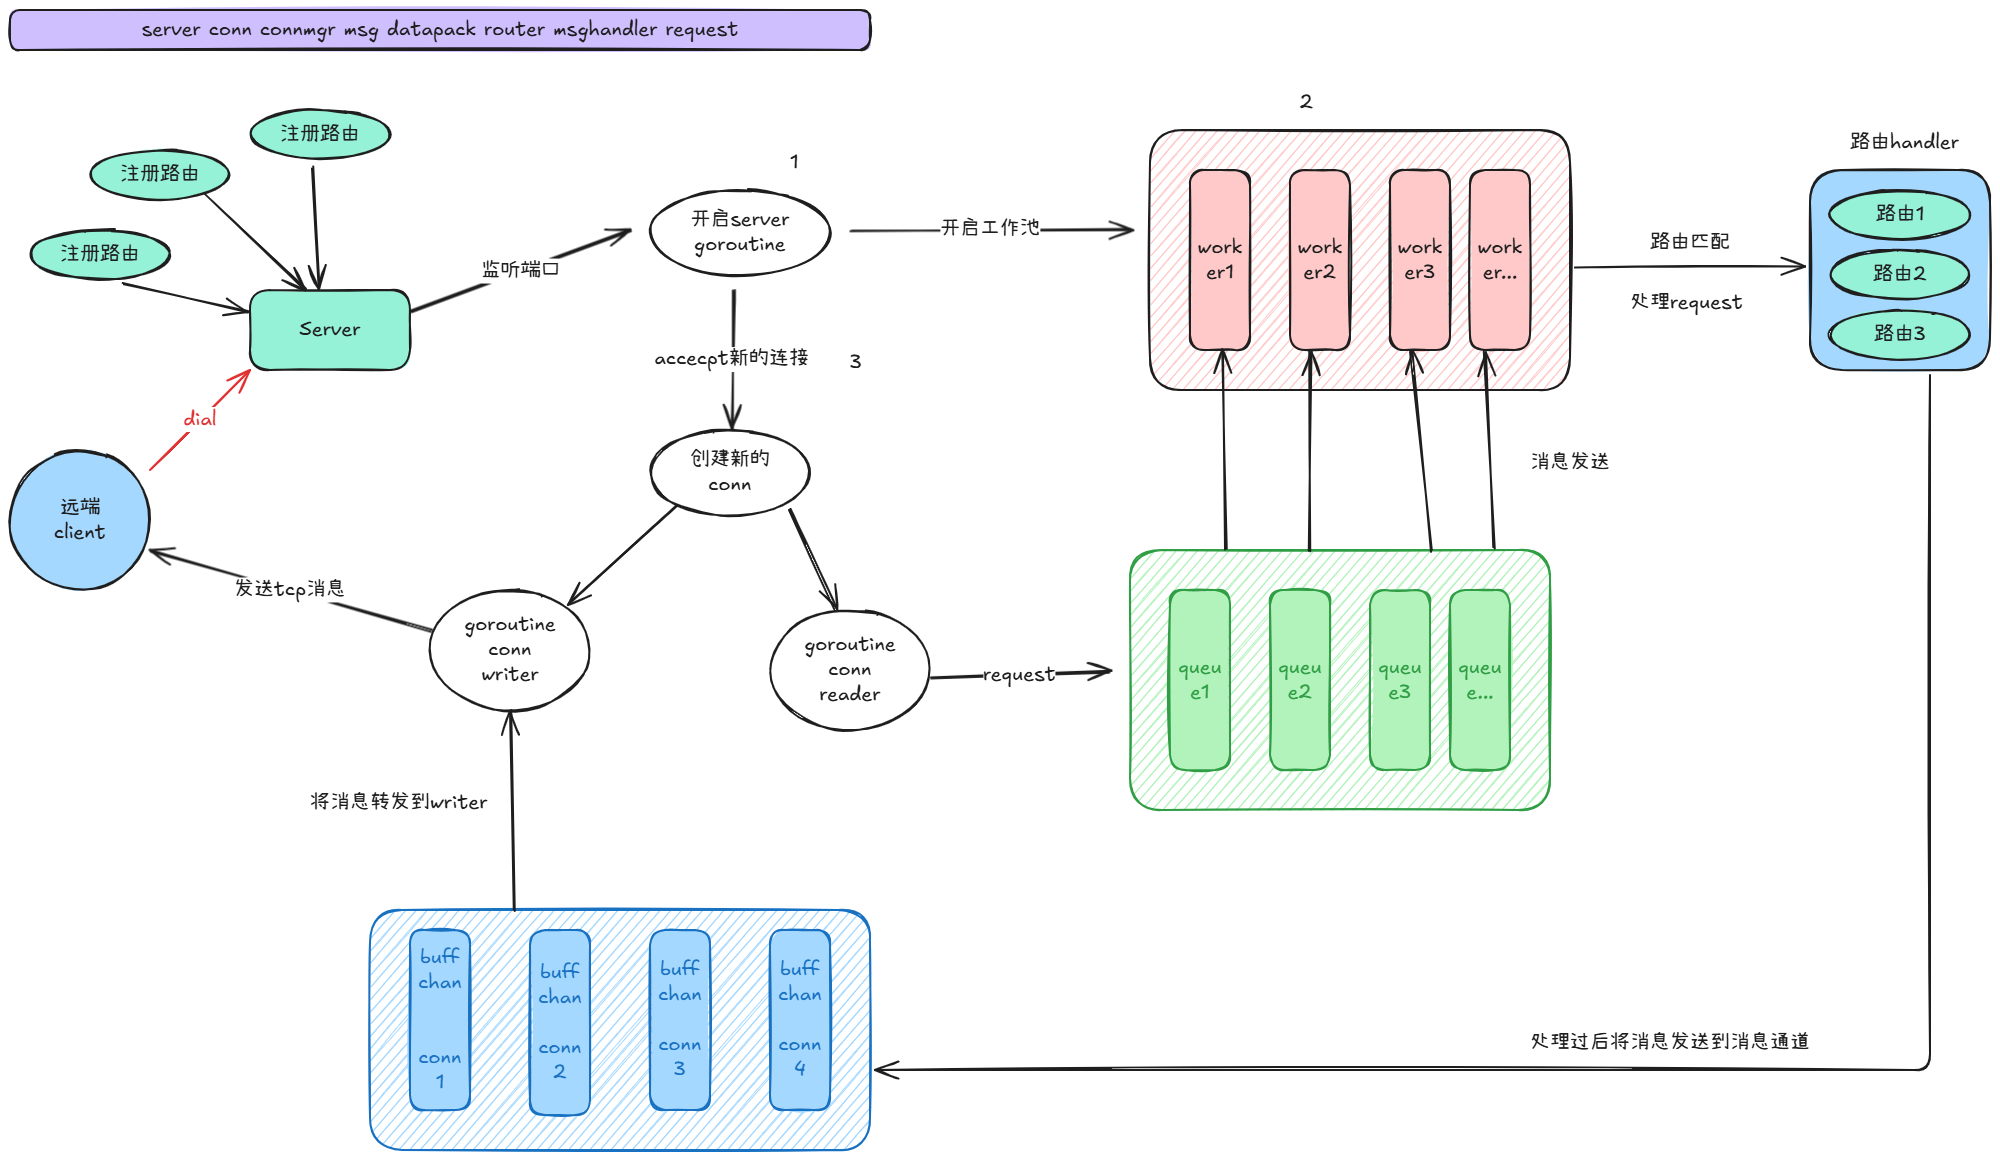 server conn connmgr msg datapack router msghandler request
注册路由
注册路由
注册路由
Server
dial
远端
client
监听端口
1
开启server
goroutine
开启工作池
accecpt新的连接
3
创建新的
conn
goroutine
conn
writer
发送tcp消息
goroutine
conn
reader
request
2
work
er1
work
er2
work
er3
work
er...
路由匹配
处理request
路由handler
路由1
路由2
路由3
消息发送
queu
e1
queu
e2
queu
e3
queu
e...
将消息转发到writer
buff
chan
conn
1
buff
chan
conn
2
buff
chan
conn
3
buff
chan
conn
4
处理过后将消息发送到消息通道